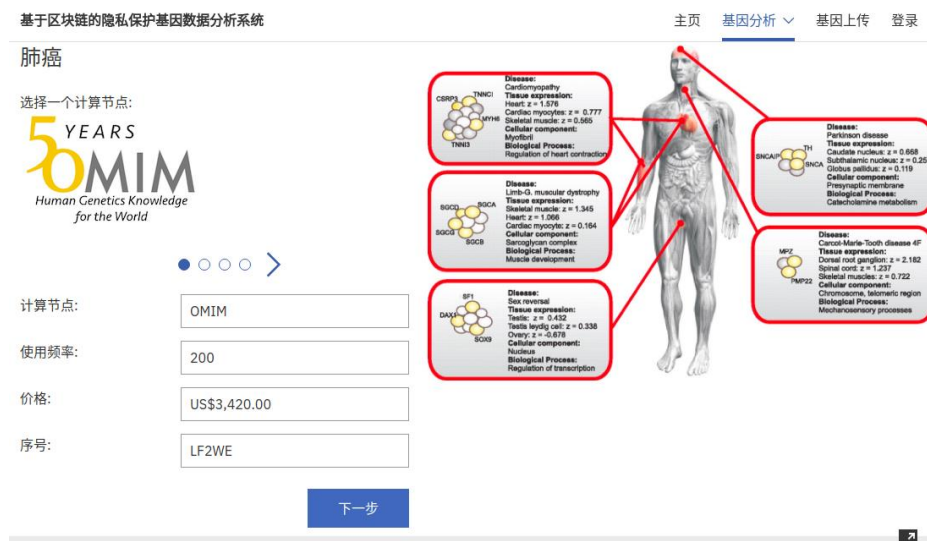 基于区块链的隐私保护基因数据分析系统
主页 基因分析 基因上传 登录
肺癌
选择一个计算节点:
50 YEARS
OMIM
Human Genetics Knowledge
for the World
计算节点:
OMIM
使用频率:
200
价格:
US$3,420.00
序号:
LF2WE
下一步
CSRP3
TNNCI
MYH6
TNNI3
Disease:
Cardiomyopathy
Tissue expression:
Heart: z = 1.576
Cardiac myocytes: z = 0.777
Skeletal muscle: z = 0.565
Cellular component:
Myofibril
Biological Process:
Regulation of heart contraction
SGCD
SGCA
SGCG
SGCB
Disease:
Limb-G. muscular dystrophy
Tissue expression:
Skeletal muscle: z = 1.345
Heart: z = 1.066
Cardiac myocyte: z = 0.164
Cellular component:
Sarcoglycan complex
Biological Process:
Muscle development
SF1
DAX1
SOX9
Disease:
Sex reversal
Tissue expression:
Testis: z = 0.432
Testis leydig cell: z = 0.338
Ovary: z = -0.678
Cellular component:
Nucleus
Biological Process:
Regulation of transcription
SNCAIP
TH
SNCA
Disease:
Parkinson disease
Tissue expression:
Caudate nucleus: z = 0.668
Subthalamic nucleus: z = 0.25
Globus pallidus: z = 0.119
Cellular component:
Presynaptic membrane
Biological Process:
Catecholamine metabolism
MPZ
PMP22
Disease:
Carcot-Marie-Tooth disease 4F
Tissue expression:
Dorsal root ganglion: z = 2.182
Spinal cord: z = 1.237
Skeletal muscles: z = 0.722
Cellular component:
Chromosome, telomeric region
Biological Process:
Mechanosensory processes